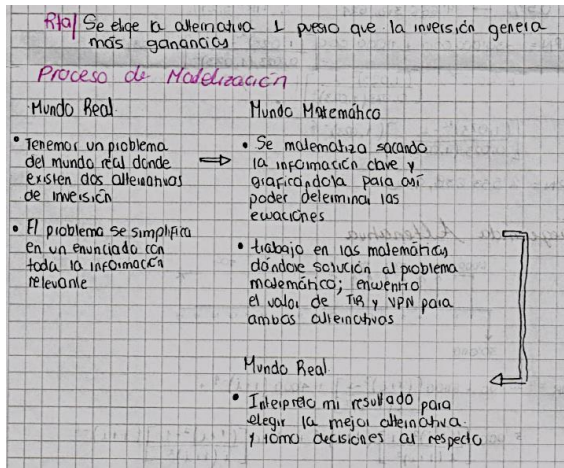 Rta/ Se elige la alternativa 1 puesto que la inversión genera
más ganancias
Proceso de Modelización
Mundo Real
• Tenemos un problema
del mundo real donde
existen dos alternativas
de inversión
• El problema se simplifica
en un enunciado con
toda la información
relevante
Mundo Matemático
• Se matematiza sacando
la información clave y
graficándola para así
poder determinar las
ecuaciones
• trabajo en las matemáticas
dándole solución al problema
matemático; encuentro
el valor de TIR y VPN para
ambas alternativas
Mundo Real
• Interpreto mi resultado para
elegir la mejor alternativa.
y tomo decisiones al respecto